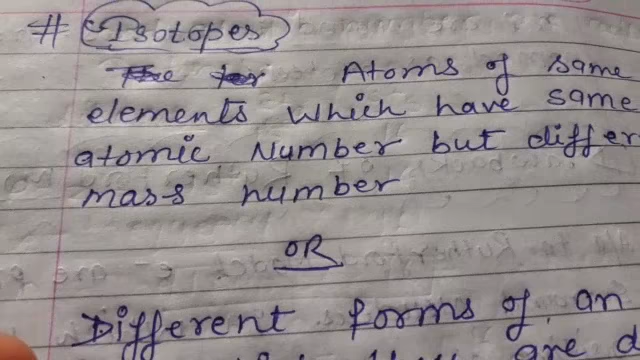 # Isotopes
Atoms of same
elements which have same
atomic Number but differ
mass number
OR
Different forms of an
are d